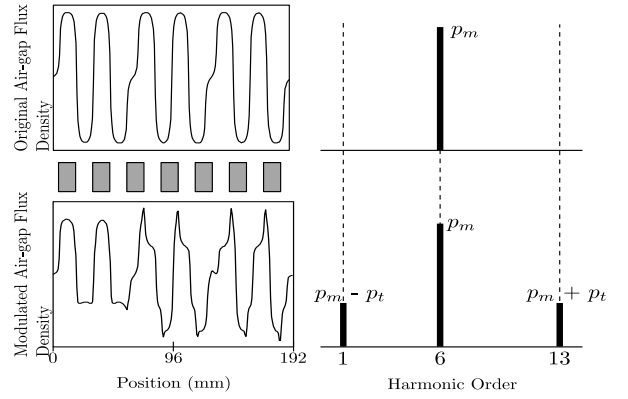 Original Air-gap Flux
Density
p_m
Modulated Air-gap Flux
Density
p_m
p_m - p_t
p_m + p_t
0
96
192
1
6
13
Position (mm)
Harmonic Order